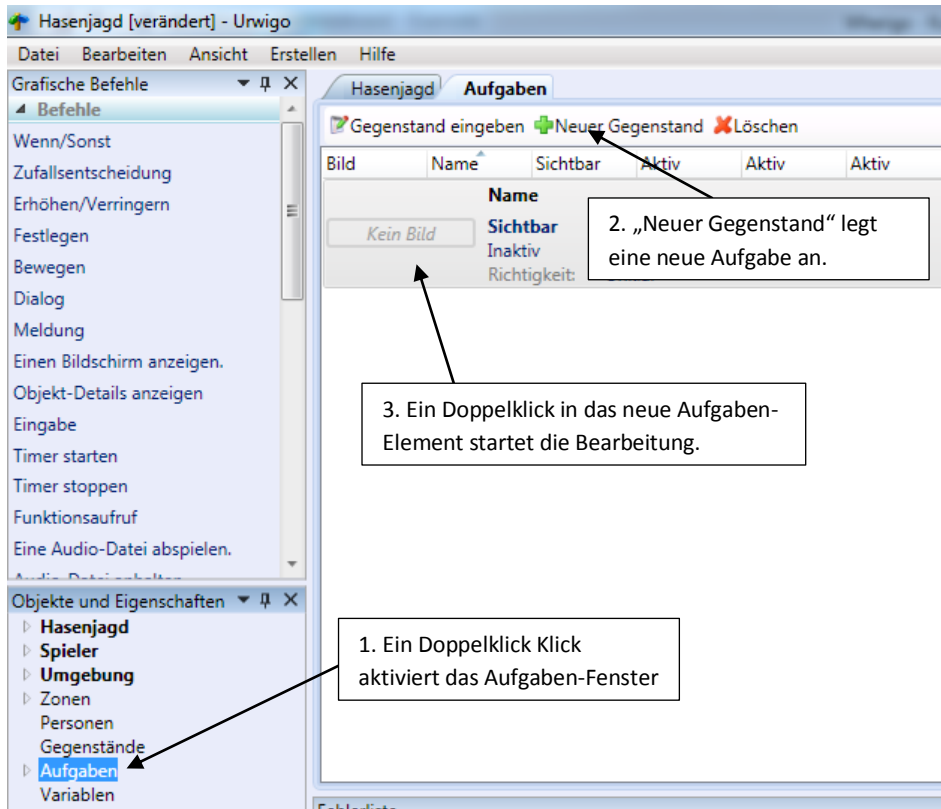 Hasenjagd [verändert] - Urwigo
Datei Bearbeiten Ansicht Erstellen Hilfe
Grafische Befehle
Befehle
Wenn/Sonst
Zufallsentscheidung
Erhöhen/Verringern
Festlegen
Bewegen
Dialog
Meldung
Einen Bildschirm anzeigen.
Objekt-Details anzeigen
Eingabe
Timer starten
Timer stoppen
Funktionsaufruf
Eine Audio-Datei abspielen.
Objekte und Eigenschaften
Hasenjagd
Spieler
Umgebung
Zonen
Personen
Gegenstände
Aufgaben
Variablen
Hasenjagd Aufgaben
Gegenstand eingeben Neuer Gegenstand Löschen
Bild Name Sichtbar Aktiv Aktiv Aktiv
Name
Kein Bild
Sichtbar
Inaktiv
Richtigkeit:
2. „Neuer Gegenstand“ legt
eine neue Aufgabe an.
3. Ein Doppelklick in das neue Aufgaben-
Element startet die Bearbeitung.
1. Ein Doppelklick Klick
aktiviert das Aufgaben-Fenster